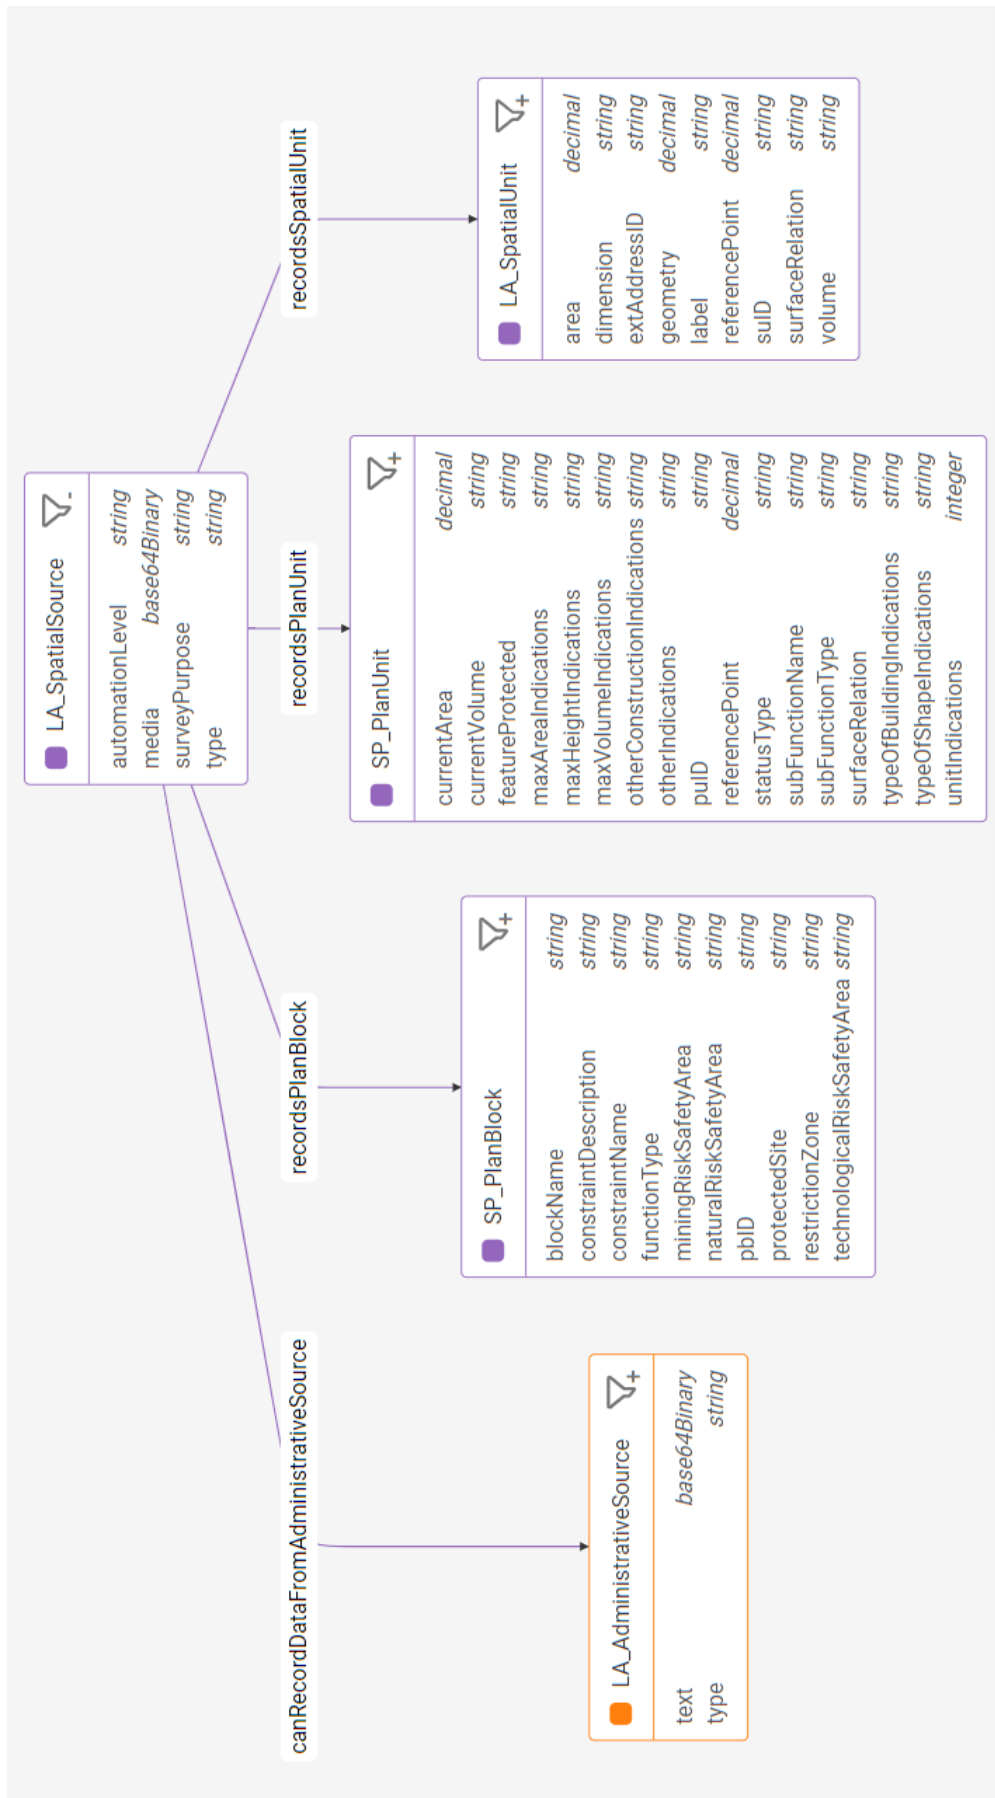 LA_SpatialSource
automationLevel string
media base64Binary
surveyPurpose string
type string
canRecordDataFromAdministrativeSource
recordsPlanBlock
recordsPlanUnit
recordsSpatialUnit
LA_AdministrativeSource
text base64Binary
type string
SP_PlanBlock
blockName string
constraintDescription string
constraintName string
functionType string
miningRiskSafetyArea string
naturalRiskSafetyArea string
pbID string
protectedSite string
restrictionZone string
technologicalRiskSafetyArea string
SP_PlanUnit
currentArea decimal
currentVolume string
featureProtected string
maxAreaIndications string
maxHeightIndications string
maxVolumeIndications string
otherConstructionIndications string
otherIndications string
puID string
referencePoint decimal
statusType string
subFunctionName string
subFunctionType string
surfaceRelation string
typeOfBuildingIndications string
typeOfShapeIndications string
unitIndications integer
LA_SpatialUnit
area decimal
dimension string
extAddressID string
geometry decimal
label string
referencePoint decimal
suID string
surfaceRelation string
volume string